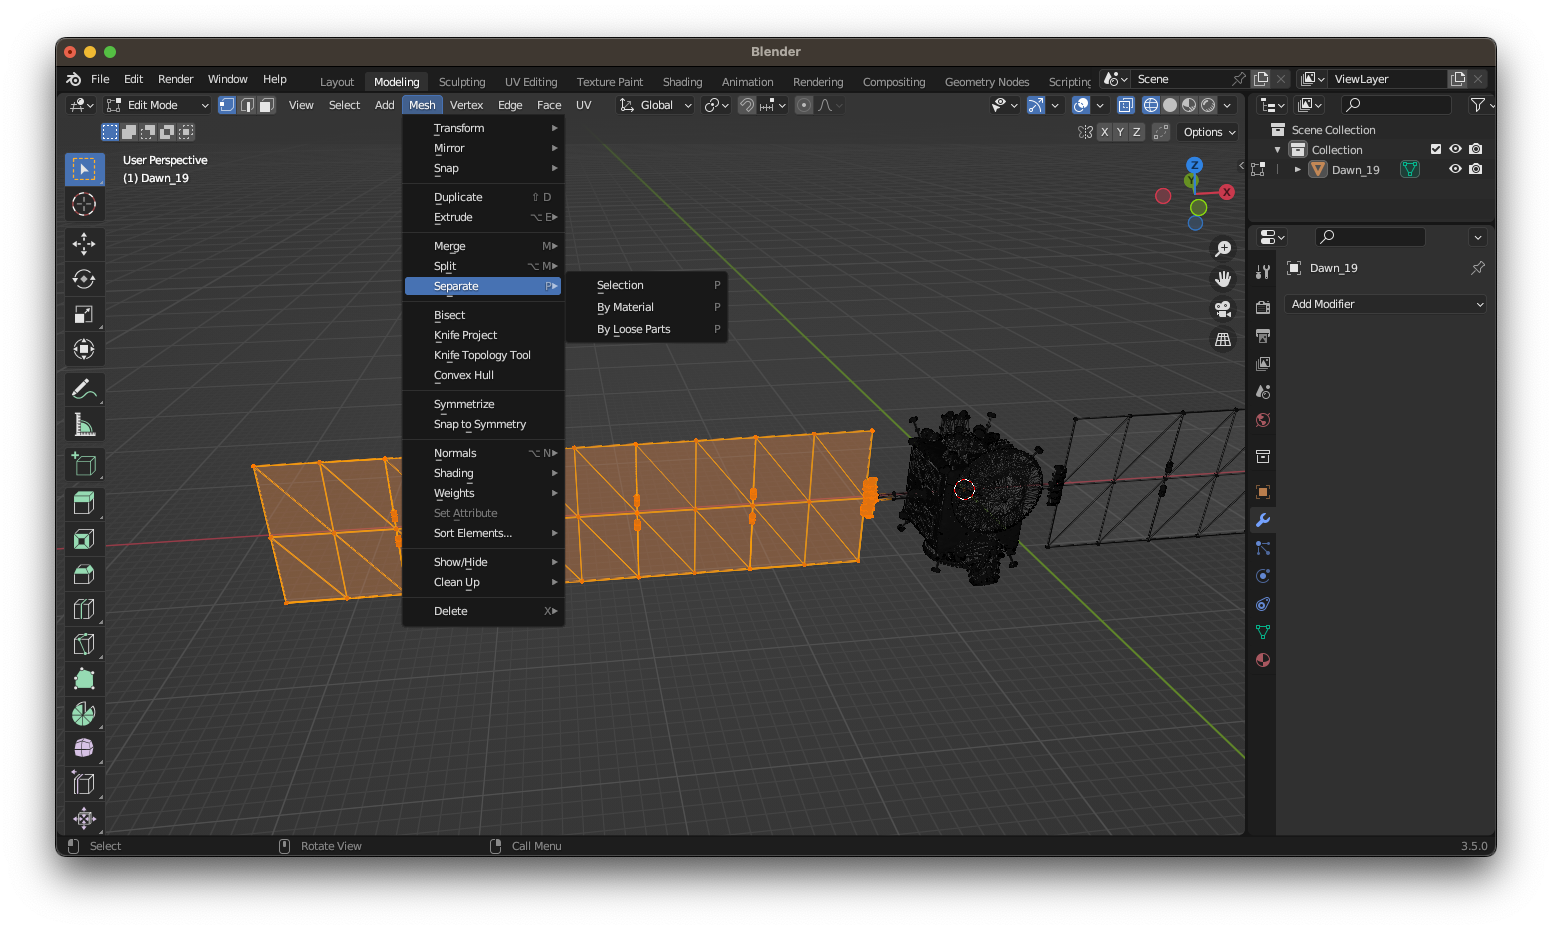 Blender
File Edit Render Window Help Layout Modeling Sculpting UV Editing Texture Paint Shading Animation Rendering Compositing Geometry Nodes Scripting Scene ViewLayer
Edit Mode View Select Add Mesh Vertex Edge Face UV Global
X Y Z Options
User Perspective
(1) Dawn_19
Transform
Mirror
Snap
Duplicate ⇧ D
Extrude ⌥ E
Merge M
Split ⌥ M
Separate P
Bisect
Knife Project
Knife Topology Tool
Convex Hull
Symmetrize
Snap to Symmetry
Normals ⌥ N
Shading
Weights
Set Attribute
Sort Elements...
Show/Hide
Clean Up
Delete X
Selection P
By Material P
By Loose Parts P
Z
Y
X
Scene Collection
Collection
Dawn_19
Dawn_19
Add Modifier
Select Rotate View Call Menu 3.5.0